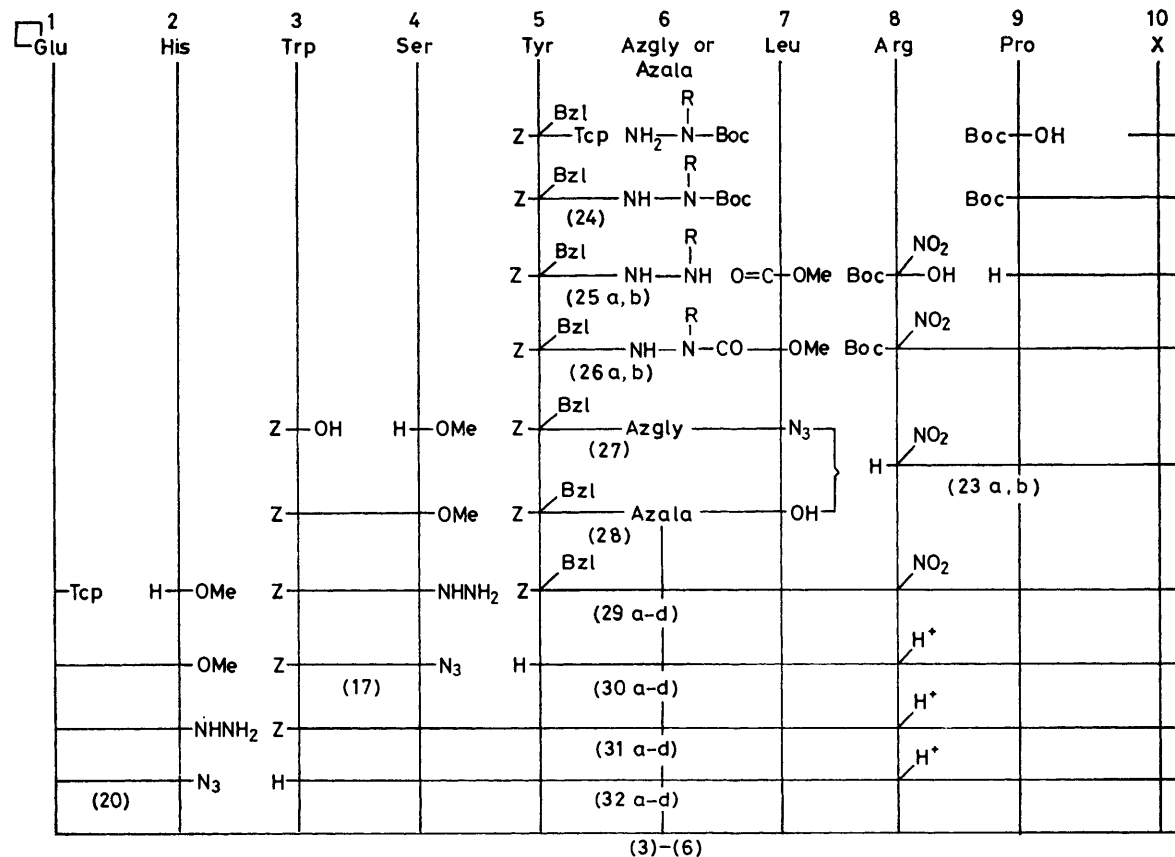 1 2 3 4 5 6 7 8 9 10
Glu His Trp Ser Tyr Azgly or Leu Arg Pro X
Azala
Bzl R
Z Tcp NH2 N Boc Boc OH
Bzl R
Z NH N Boc Boc
(24)
Bzl R NO2
Z NH NH O=C OMe Boc OH H
(25 a,b)
Bzl R NO2
Z NH N CO OMe Boc
(26 a,b)
Bzl
Z OH H OMe Z Azgly N3
(27)
NO2
H
(23 a,b)
Bzl
Z OMe Z Azala OH
(28)
Bzl NO2
Tcp H OMe Z NHNH2 Z
(29 a-d)
H+
OMe Z N3 H
(17) (30 a-d)
H+
NHNH2 Z
(31 a-d)
H+
N3 H
(20) (32 a-d)
(3)-(6)